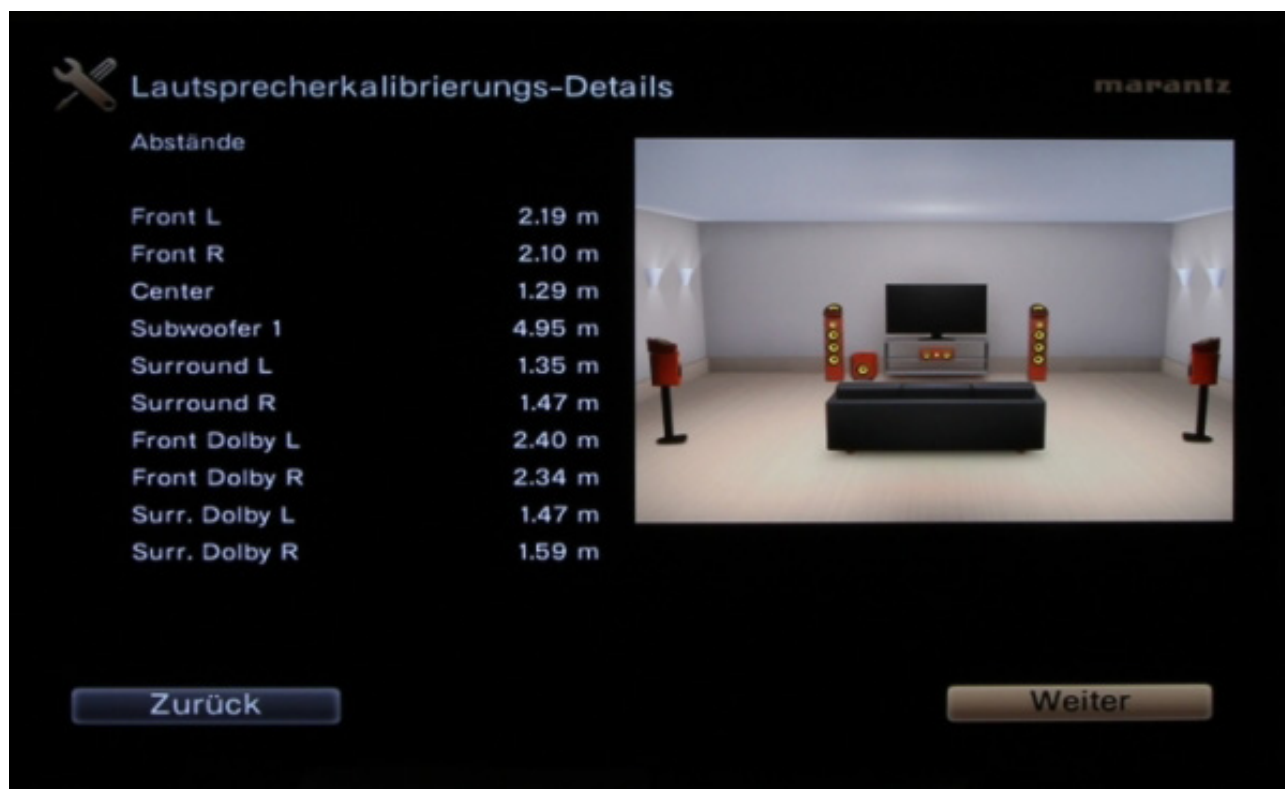 Lautsprecherkalibrierungs-Details
marantz
Abstände
Front L 2.19 m
Front R 2.10 m
Center 1.29 m
Subwoofer 1 4.95 m
Surround L 1.35 m
Surround R 1.47 m
Front Dolby L 2.40 m
Front Dolby R 2.34 m
Surr. Dolby L 1.47 m
Surr. Dolby R 1.59 m
Zurück
Weiter